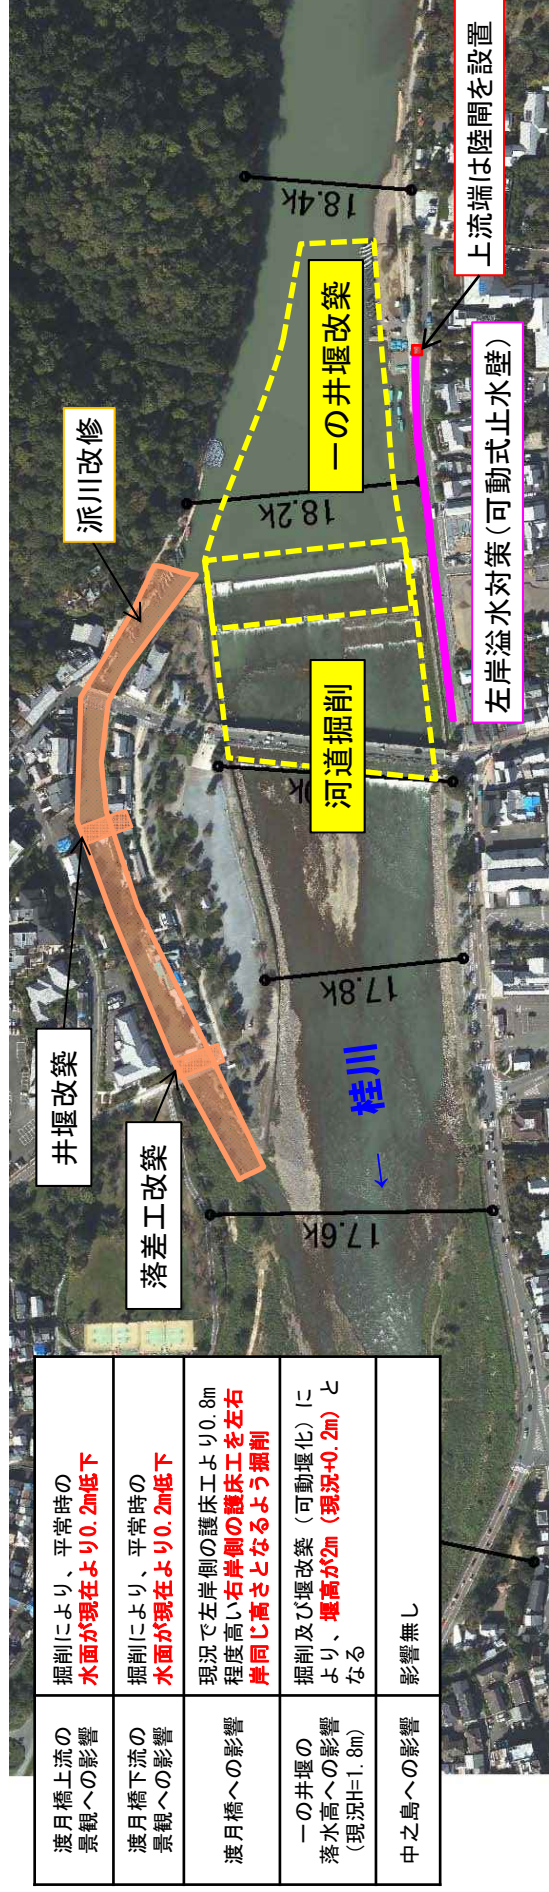 渡月橋上流の
景観への影響
掘削により、平常時の
水面が現在より0.2m低下
渡月橋下流の
景観への影響
掘削により、平常時の
水面が現在より0.2m低下
渡月橋への影響
現況で左岸側の護床工より0.8m
程度高い右岸側の護床工を左右
岸同じ高さとなるよう掘削
一の井堰の
落水高への影響
(現況H=1.8m)
掘削及び堰改築（可動堰化）に
より、堰高が2m（現況+0.2m）と
なる
中之島への影響
影響無し
井堰改築
落差工改築
派川改修
17.6k
桂川
←
17.8k
河道掘削
18.2k
一の井堰改築
18.4k
左岸溢水対策(可動式止水壁)
上流端は陸閘を設置